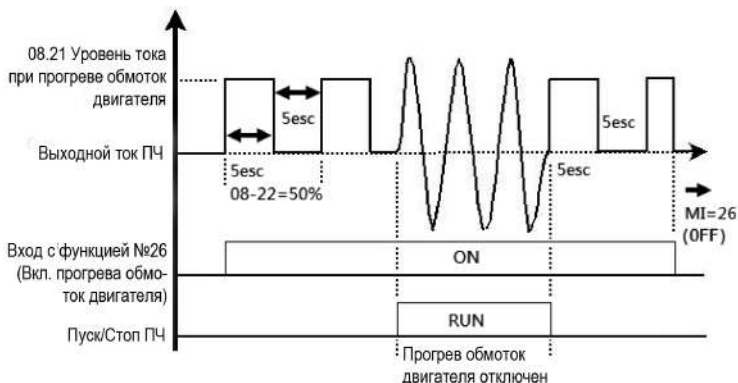 08.21 Уровень тока
при прогреве обмоток
двигателя
5esc
Выходной ток ПЧ
5esc
08-22=50%
5esc
5esc
MI=26
(0FF)
Вход с функцией №26
(Вкл. прогрева обмо-
ток двигателя)
ON
Пуск/Стоп ПЧ
RUN
Прогрев обмоток
двигателя отключен